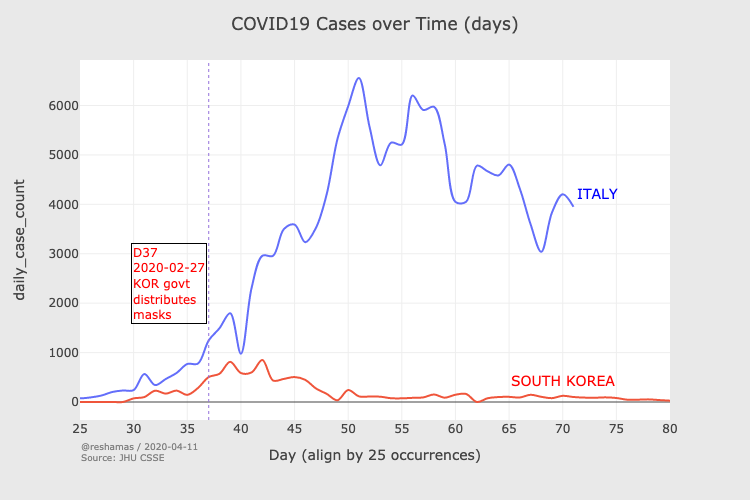 COVID19 Cases over Time (days)
6000
5000
4000
3000
2000
1000
0
daily_case_count
ITALY
D37
2020-02-27
KOR govt
distributes
masks
SOUTH KOREA
25 30 35 40 45 50 55 60 65 70 75 80
Day (align by 25 occurrences)
@reshamas / 2020-04-11
Source: JHU CSSE